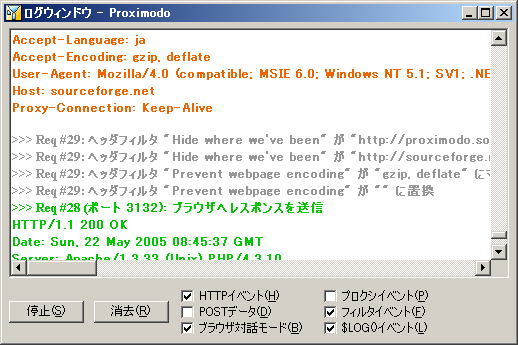 ログウィンドウ - Proximodo
Accept-Language: ja
Accept-Encoding: gzip, deflate
User-Agent: Mozilla/4.0 (compatible; MSIE 6.0; Windows NT 5.1; SV1; .NE
Host: sourceforge.net
Proxy-Connection: Keep-Alive
>>> Req #29: ヘッダフィルタ "Hide where we've been" が "http://proximodo.so
>>> Req #29: ヘッダフィルタ "Hide where we've been" が "http://sourceforge.ne
>>> Req #29: ヘッダフィルタ "Prevent webpage encoding" が "gzip, deflate" に
>>> Req #29: ヘッダフィルタ "Prevent webpage encoding" が "" に置換
>>> Req #28 (ポート 3132): ブラウザへレスポンスを送信
HTTP/1.1 200 OK
Date: Sun, 22 May 2005 08:45:37 GMT
Server: Apache/1.3.33 (Unix) PHP/4.3.10
停止(S) 消去(R)
HTTPイベント(H) プロクシイベント(P)
POSTデータ(D) フィルタイベント(F)
ブラウザ対話モード(B) $LOG()イベント(L)